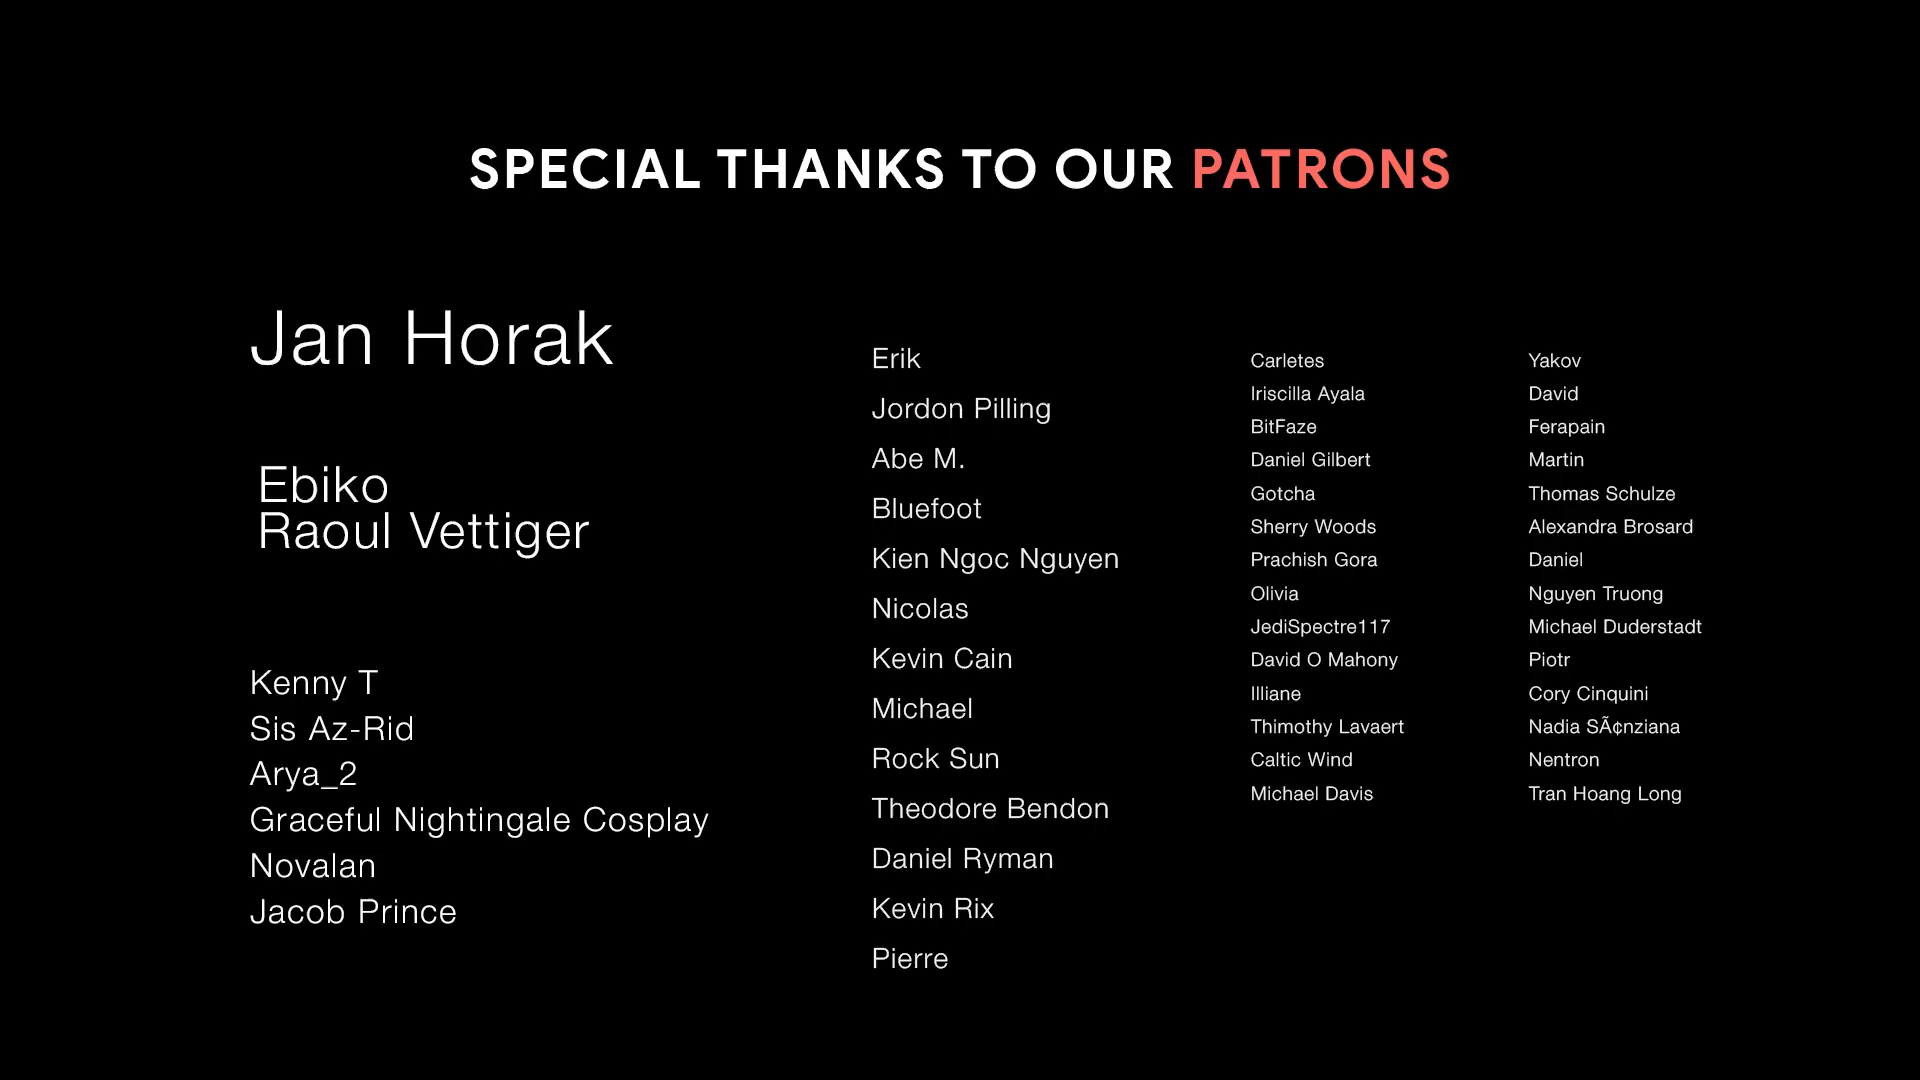 SPECIAL THANKS TO OUR PATRONS
Jan Horak
Ebiko
Raoul Vettiger
Kenny T
Sis Az-Rid
Arya_2
Graceful Nightingale Cosplay
Novalan
Jacob Prince
Erik
Jordon Pilling
Abe M.
Bluefoot
Kien Ngoc Nguyen
Nicolas
Kevin Cain
Michael
Rock Sun
Theodore Bendon
Daniel Ryman
Kevin Rix
Pierre
Carletes
Iriscilla Ayala
BitFaze
Daniel Gilbert
Gotcha
Sherry Woods
Prachish Gora
Olivia
JediSpectre117
David O Mahony
Illiane
Thimothy Lavaert
Caltic Wind
Michael Davis
Yakov
David
Ferapain
Martin
Thomas Schulze
Alexandra Brosard
Daniel
Nguyen Truong
Michael Duderstadt
Piotr
Cory Cinquini
Nadia SÃ¢nziana
Nentron
Tran Hoang Long